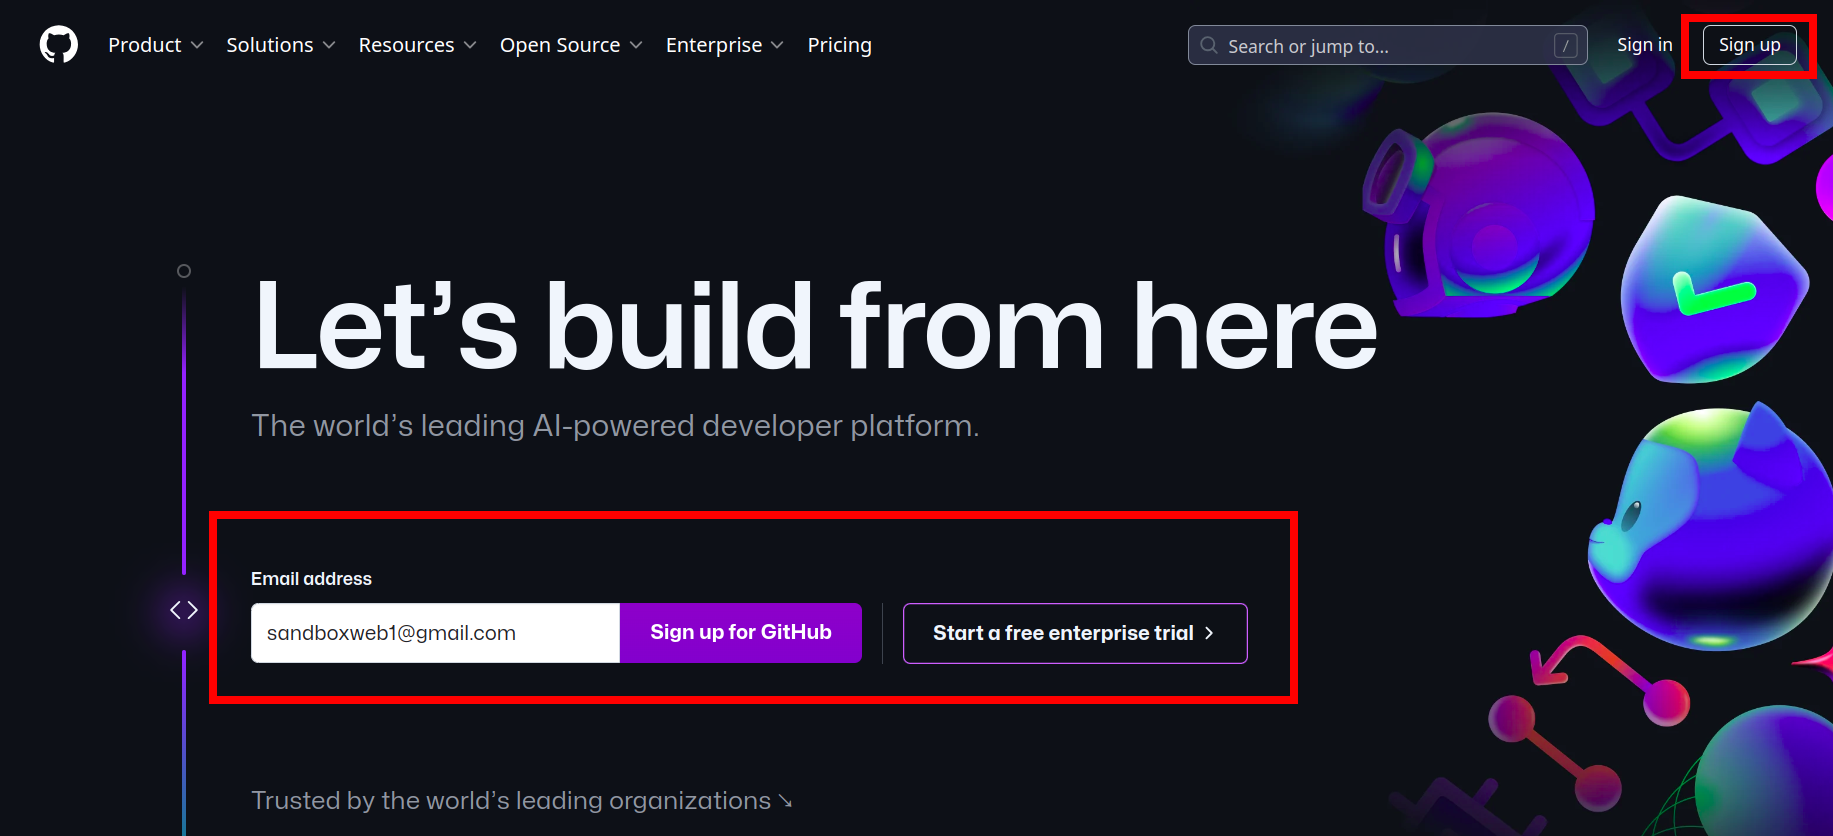 Product Solutions Resources Open Source Enterprise Pricing Search or jump to... / Sign in Sign up
Let’s build from here
The world’s leading AI-powered developer platform.
Email address
sandboxweb1@gmail.com Sign up for GitHub Start a free enterprise trial
Trusted by the world’s leading organizations ↘